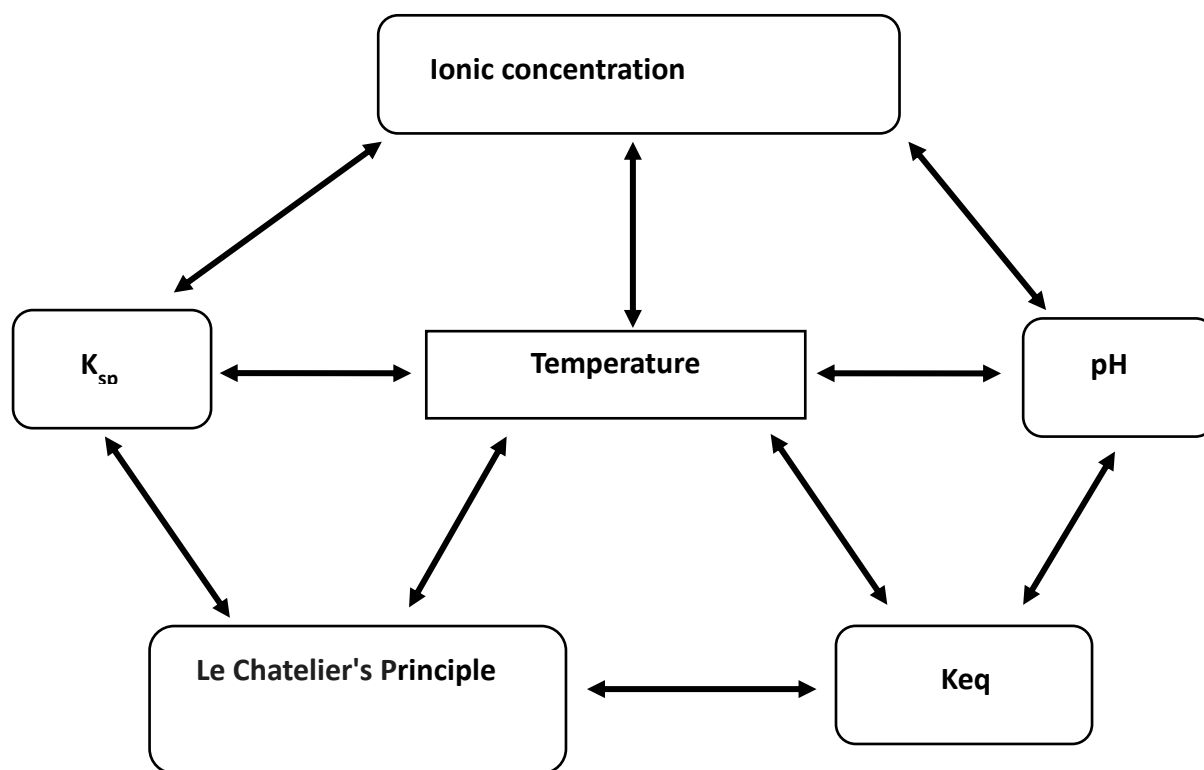 Ionic concentration
Ksp
Temperature
pH
Le Chatelier's Principle
Keq